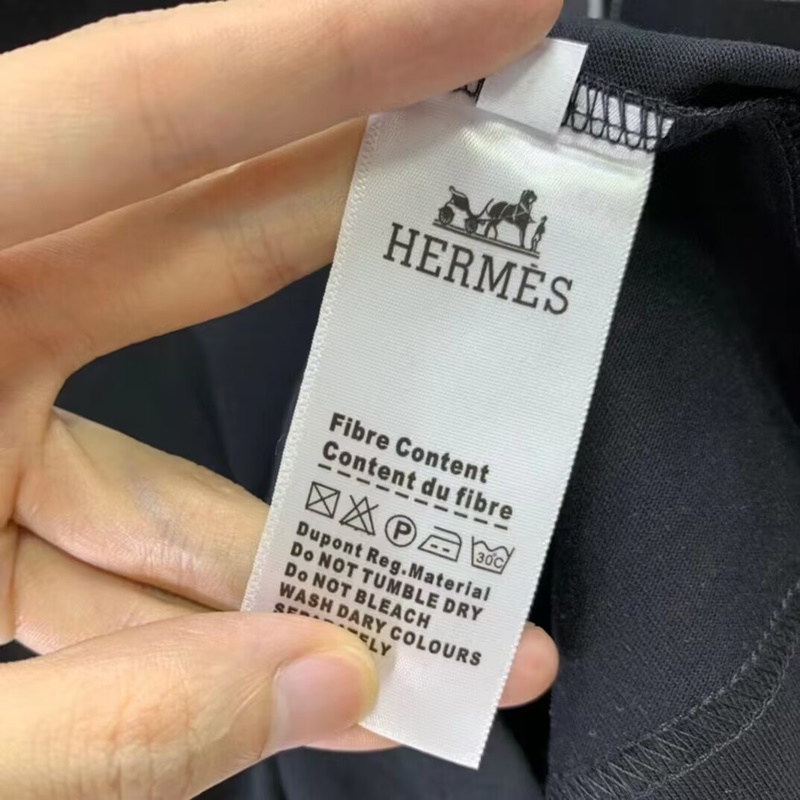 HERMÈS
Fibre Content
Content du fibre
P
30°C
Dupont Reg.Material
Do NOT TUMBLE DRY
Do NOT BLEACH
WASH DARY COLOURS